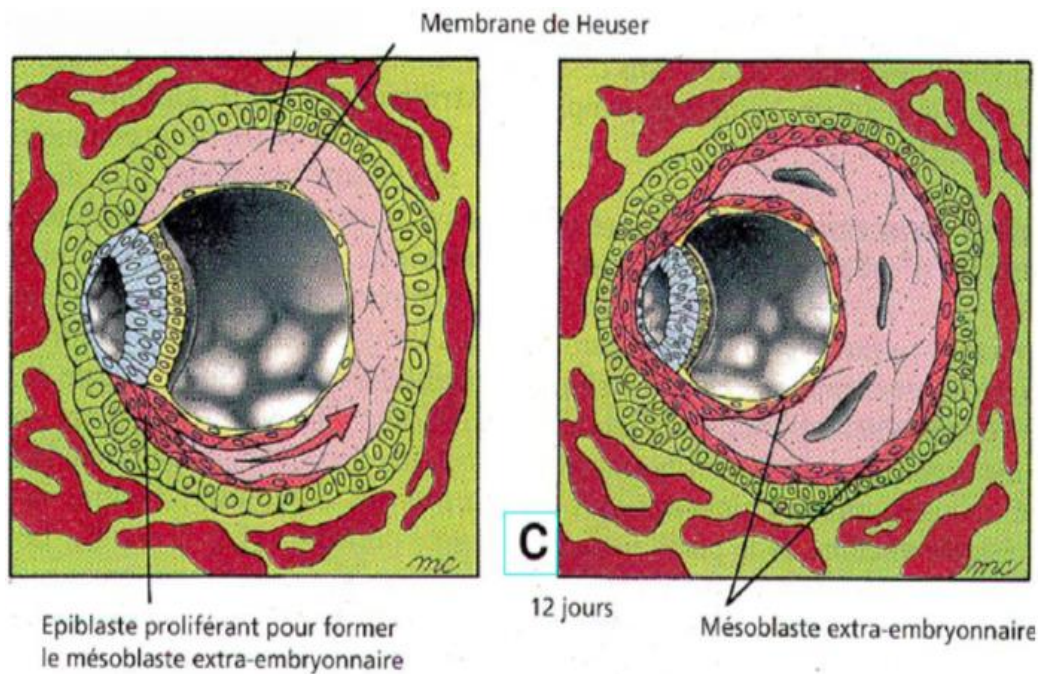 Membrane de Heuser
mc
C
mc
12 jours
Epiblaste proliférant pour former
le mésoblaste extra-embryonnaire
Mésoblaste extra-embryonnaire